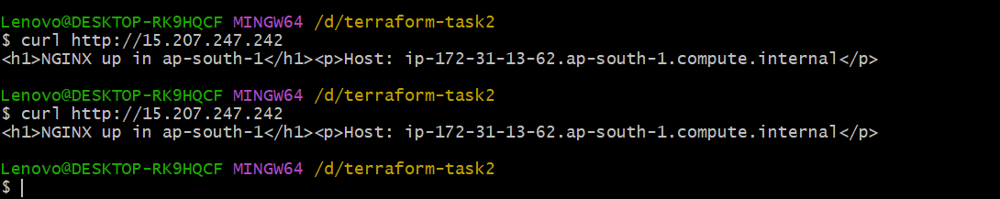 Lenovo@DESKTOP-RK9HQCF MINGW64 /d/terraform-task2
$ curl http://15.207.247.242
<h1>NGINX up in ap-south-1</h1><p>Host: ip-172-31-13-62.ap-south-1.compute.internal</p>
Lenovo@DESKTOP-RK9HQCF MINGW64 /d/terraform-task2
$ curl http://15.207.247.242
<h1>NGINX up in ap-south-1</h1><p>Host: ip-172-31-13-62.ap-south-1.compute.internal</p>
Lenovo@DESKTOP-RK9HQCF MINGW64 /d/terraform-task2
$